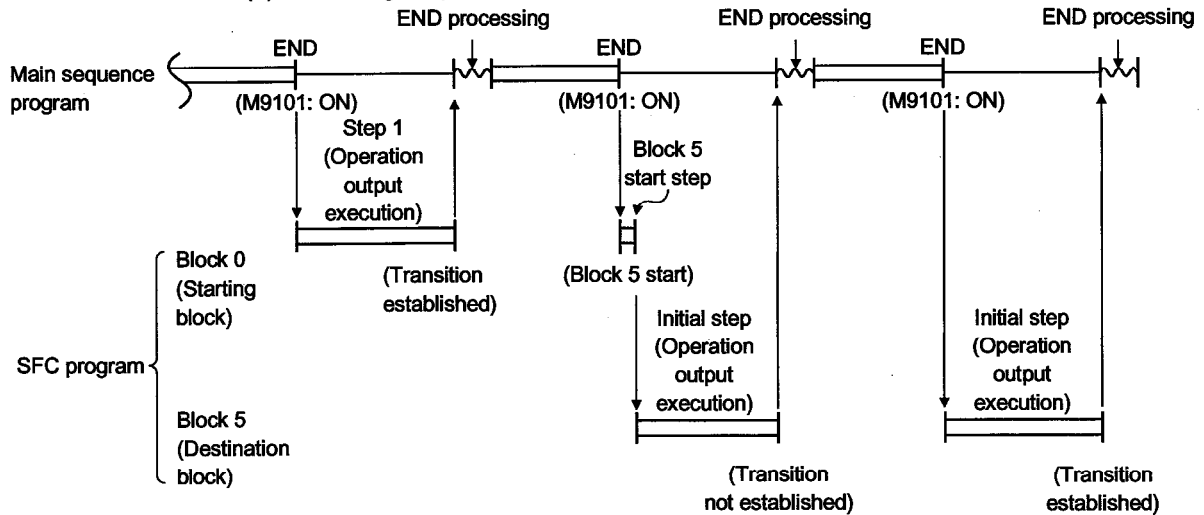 END processing
END processing
END processing
END
END
END
Main sequence
program
(M9101: ON)
(M9101: ON)
(M9101: ON)
Step 1
(Operation
output
execution)
Block 5
start step
Block 0
(Starting
block)
(Transition
established)
(Block 5 start)
Initial step
(Operation
output
execution)
Initial step
(Operation
output
execution)
SFC program
Block 5
(Destination
block)
(Transition
not established)
(Transition
established)